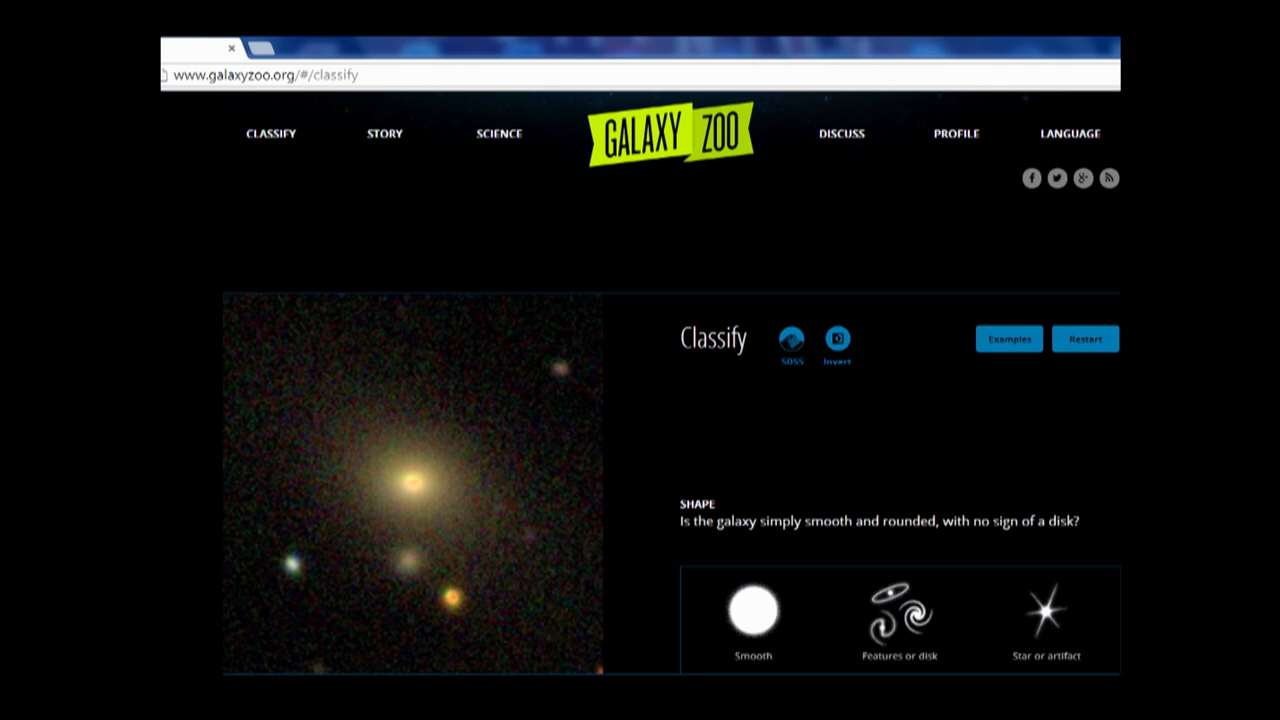 www.galaxyzoo.org/#/classify
CLASSIFY STORY SCIENCE GALAXY ZOO DISCUSS PROFILE LANGUAGE
Classify SDSS Invert Examples Restart
SHAPE
Is the galaxy simply smooth and rounded, with no sign of a disk?
Smooth Features or disk Star or artifact